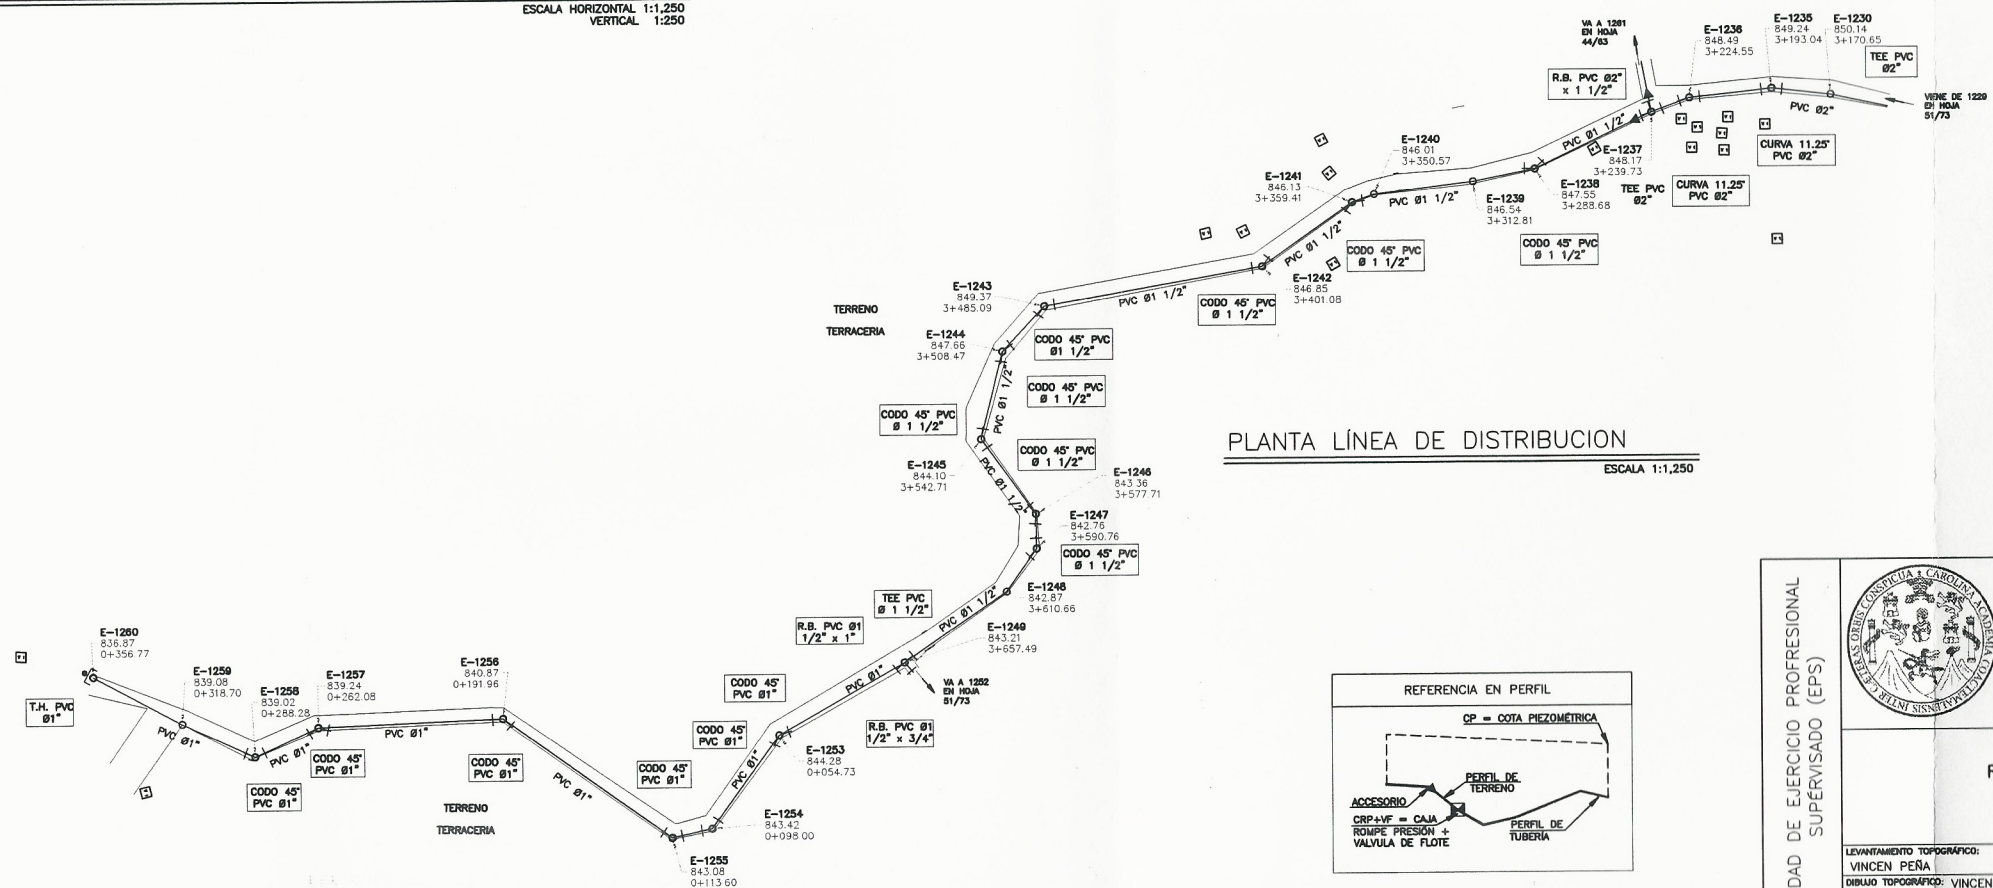 ESCALA HORIZONTAL 1:1,250
VERTICAL 1:250
VA A 1261
EN HOJA
44/63
E-1236
848.49
3+224.55
E-1235
849.24
3+193.04
E-1230
850.14
3+170.65
TEE PVC
Ø2"
R.B. PVC Ø2"
x 1 1/2"
VIENE DE 1229
EN HOJA
51/73
PVC Ø2"
PVC Ø1 1/2"
CURVA 11.25°
PVC Ø2"
E-1237
848.17
3+239.73
TEE PVC
Ø2"
CURVA 11.25°
PVC Ø2"
E-1240
846.01
3+350.57
E-1241
846.13
3+359.41
PVC Ø1 1/2"
E-1239
846.54
3+312.81
E-1238
847.55
3+288.68
CODO 45° PVC
Ø 1 1/2"
CODO 45° PVC
Ø 1 1/2"
PVC Ø1 1/2"
E-1242
846.85
3+401.08
CODO 45° PVC
Ø 1 1/2"
PVC Ø1 1/2"
E-1243
849.37
3+485.09
TERRENO
TERRACERIA
E-1244
847.66
3+508.47
CODO 45° PVC
Ø1 1/2"
CODO 45° PVC
Ø 1 1/2"
PVC Ø1 1/2"
CODO 45° PVC
Ø 1 1/2"
CODO 45° PVC
Ø 1 1/2"
E-1245
844.10
3+542.71
PVC Ø1 1/2"
E-1246
843.36
3+577.71
E-1247
842.76
3+590.76
CODO 45° PVC
Ø 1 1/2"
PLANTA LÍNEA DE DISTRIBUCION
ESCALA 1:1,250
E-1248
842.87
3+610.66
TEE PVC
Ø 1 1/2"
PVC Ø1 1/2"
R.B. PVC Ø1
1/2" x 1"
E-1249
843.21
3+657.49
VA A 1252
EN HOJA
51/73
R.B. PVC Ø1
1/2" x 3/4"
PVC Ø1"
CODO 45°
PVC Ø1"
CODO 45°
PVC Ø1"
E-1253
844.28
0+054.73
PVC Ø1"
CODO 45°
PVC Ø1"
E-1254
843.42
0+098.00
E-1255
843.08
0+113.60
E-1256
840.87
0+191.96
PVC Ø1"
CODO 45°
PVC Ø1"
TERRENO
TERRACERIA
E-1257
839.24
0+262.08
PVC Ø1"
CODO 45°
PVC Ø1"
E-1258
839.02
0+288.28
PVC Ø1"
CODO 45°
PVC Ø1"
E-1259
839.08
0+318.70
PVC Ø1"
E-1260
836.87
0+356.77
T.H. PVC
Ø1"
REFERENCIA EN PERFIL
CP = COTA PIEZOMÉTRICA
PERFIL DE
TERRENO
ACCESORIO
CRP+VF = CAJA
ROMPE PRESIÓN +
VALVULA DE FLOTE
PERFIL DE
TUBERÍA
DAD DE EJERCICIO PROFRESIONAL
SUPÉRVISADO (EPS)
CAETERAS ORBIS CONSPICUA CAROLINA ACADEMIA COACTEMALENSIS INTER
LEVANTAMIENTO TOPOGRÁFICO:
VINCEN PEÑA
DIBUJO TOPOGRÁFICO: VINCEN